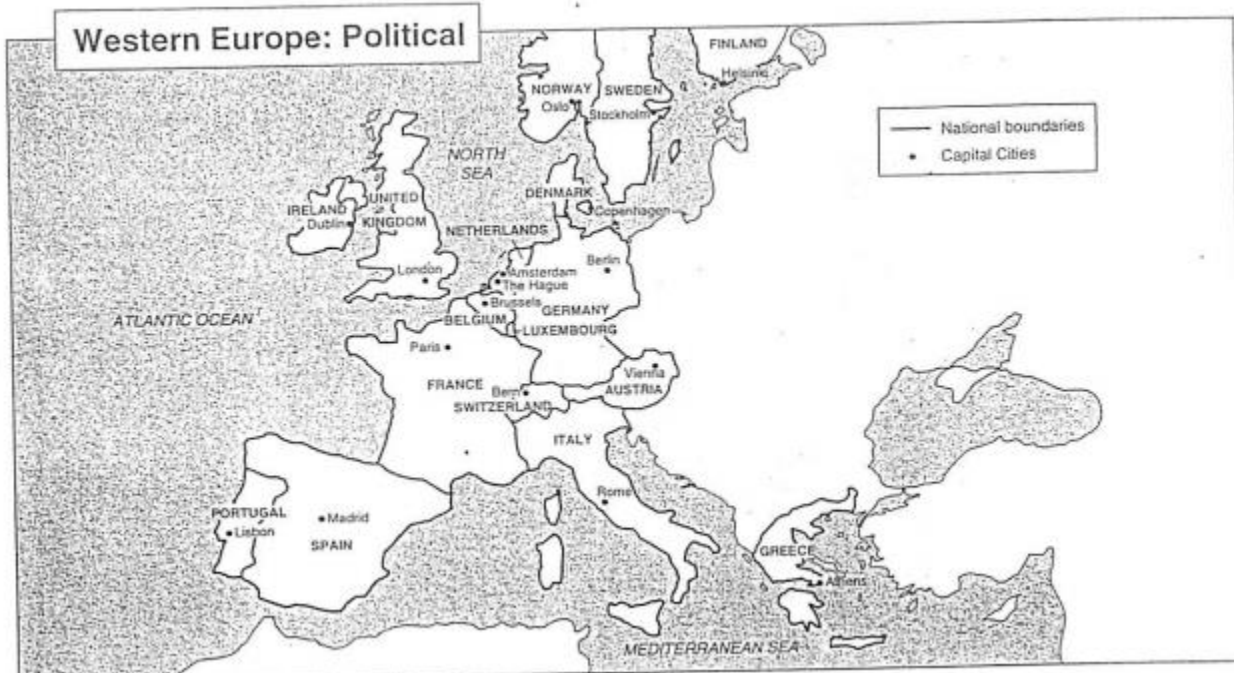 Western Europe: Political
FINLAND
Helsinki
NORWAY
SWEDEN
Oslo
Stockholm
National boundaries
Capital Cities
NORTH
SEA
DENMARK
Copenhagen
IRELAND
Dublin
UNITED
KINGDOM
London
NETHERLANDS
Amsterdam
The Hague
Berlin
Brussels
BELGIUM
GERMANY
LUXEMBOURG
ATLANTIC OCEAN
Paris
FRANCE
Bern
SWITZERLAND
Vienna
AUSTRIA
ITALY
Rome
PORTUGAL
Lisbon
Madrid
SPAIN
GREECE
Athens
MEDITERRANEAN SEA